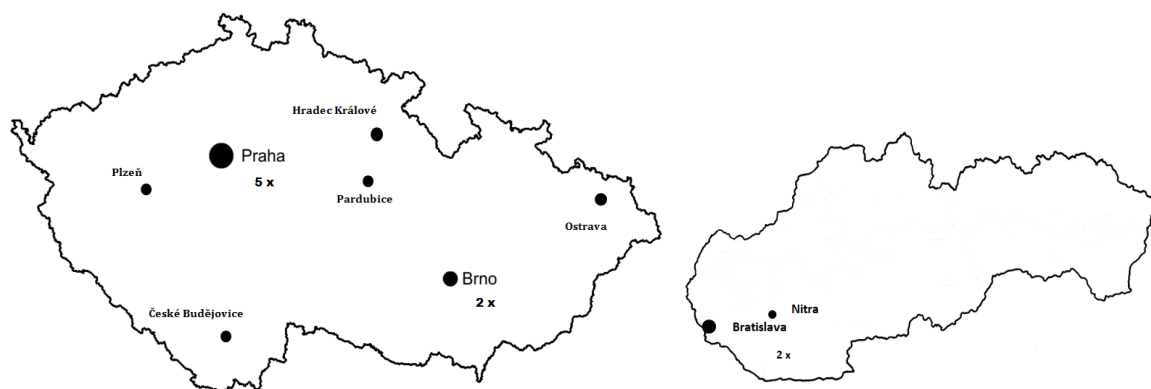 Hradec Králové
Praha
5 x
Plzeň
Pardubice
Ostrava
Brno
2 x
České Budějovice
Nitra
Bratislava
2 x